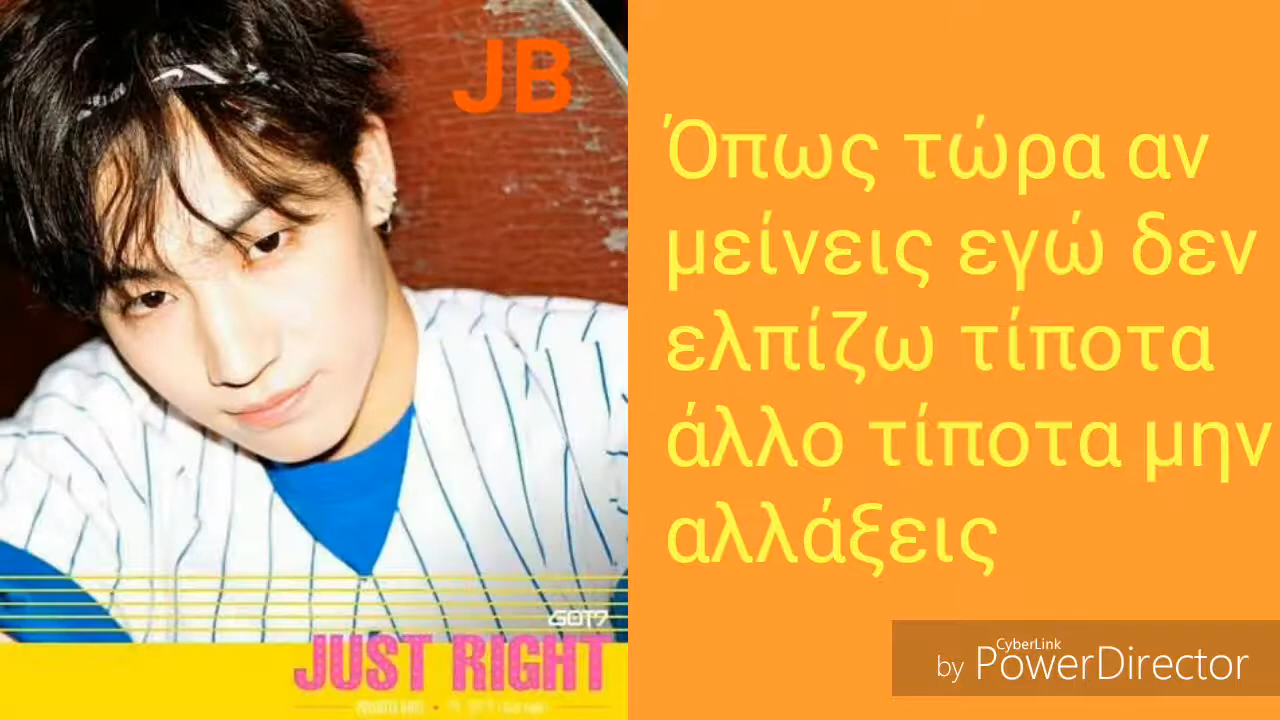 JB
GOT7
JUST RIGHT
Όπως τώρα αν
μείνεις εγώ δεν
ελπίζω τίποτα
άλλο τίποτα μην
αλλάξεις
CyberLink
by PowerDirector